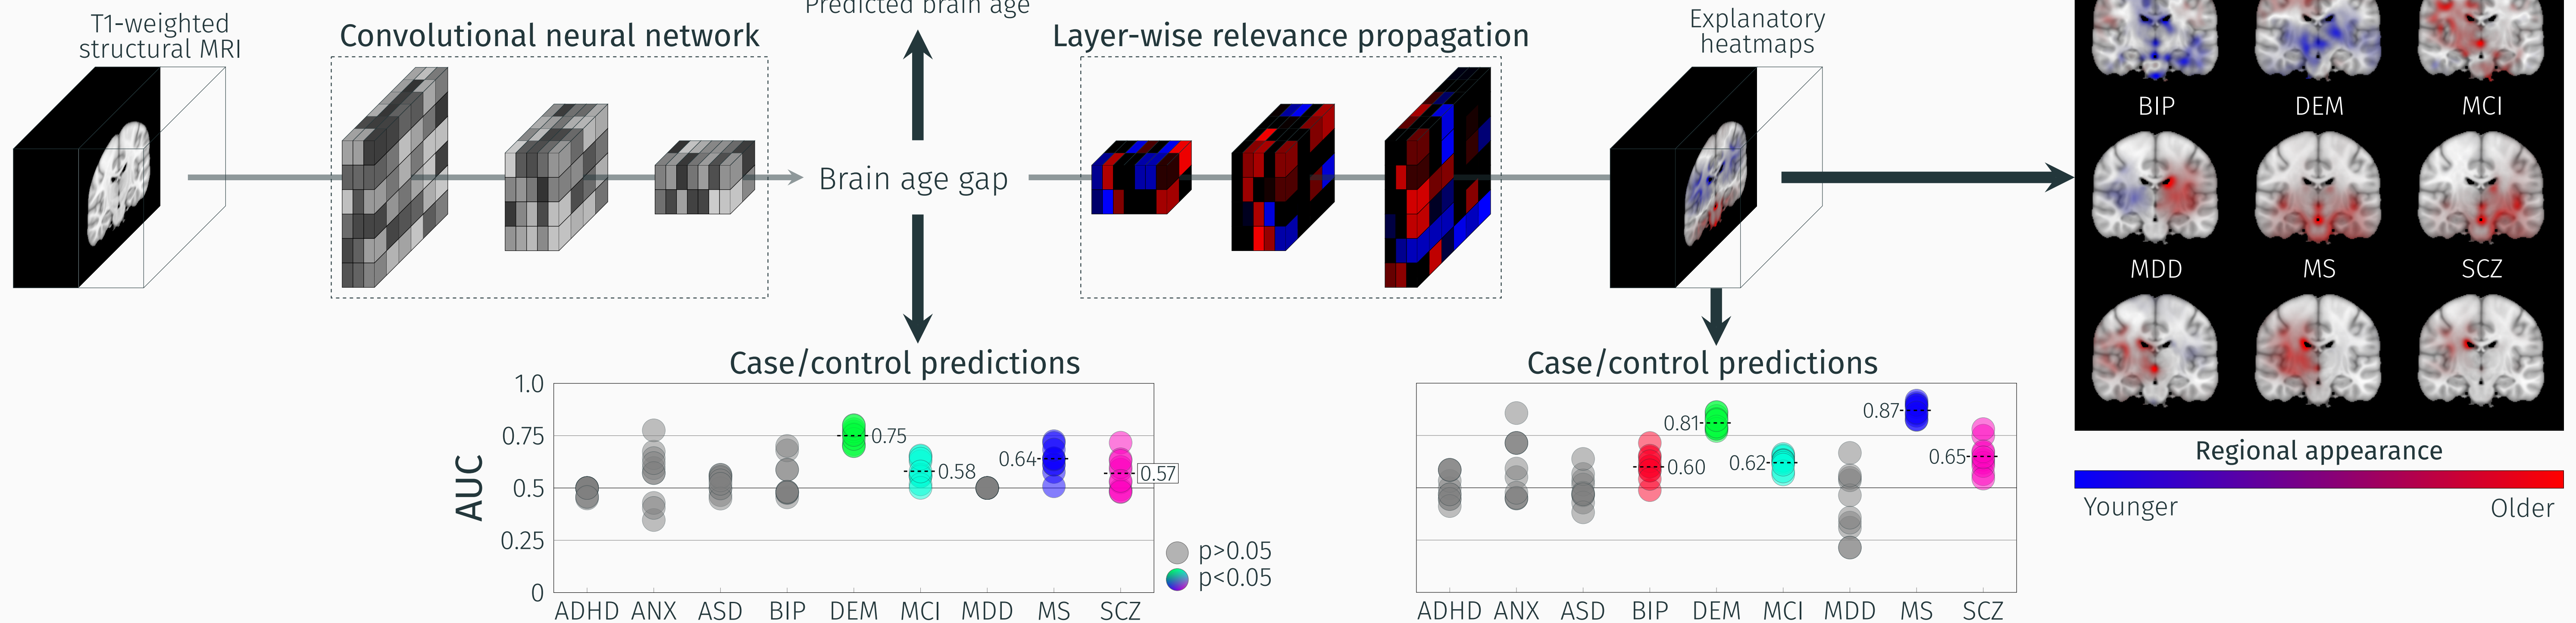 Predicted brain age
T1-weighted
structural MRI
Convolutional neural network
Layer-wise relevance propagation
Explanatory
heatmaps
Brain age gap
BIP DEM MCI
MDD MS SCZ
Regional appearance
Younger Older
Case/control predictions
AUC
1.0
0.75
0.5
0.25
0
0.75
0.58
0.64
0.57
ADHD ANX ASD BIP DEM MCI MDD MS SCZ
p>0.05
p<0.05
Case/control predictions
0.60
0.81
0.62
0.87
0.65
ADHD ANX ASD BIP DEM MCI MDD MS SCZ